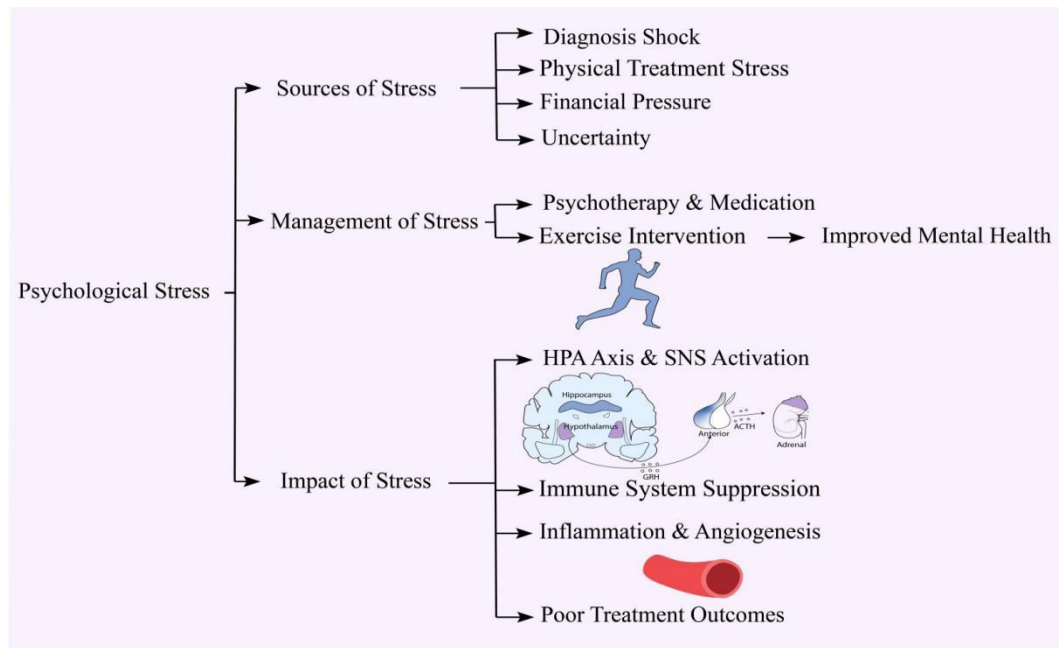 Psychological Stress
Sources of Stress
Diagnosis Shock
Physical Treatment Stress
Financial Pressure
Uncertainty
Management of Stress
Psychotherapy & Medication
Exercise Intervention
Improved Mental Health
Impact of Stress
HPA Axis & SNS Activation
Hippocampus
Hypothalamus
GRH
Anterior
ACTH
Adrenal
Immune System Suppression
Inflammation & Angiogenesis
Poor Treatment Outcomes